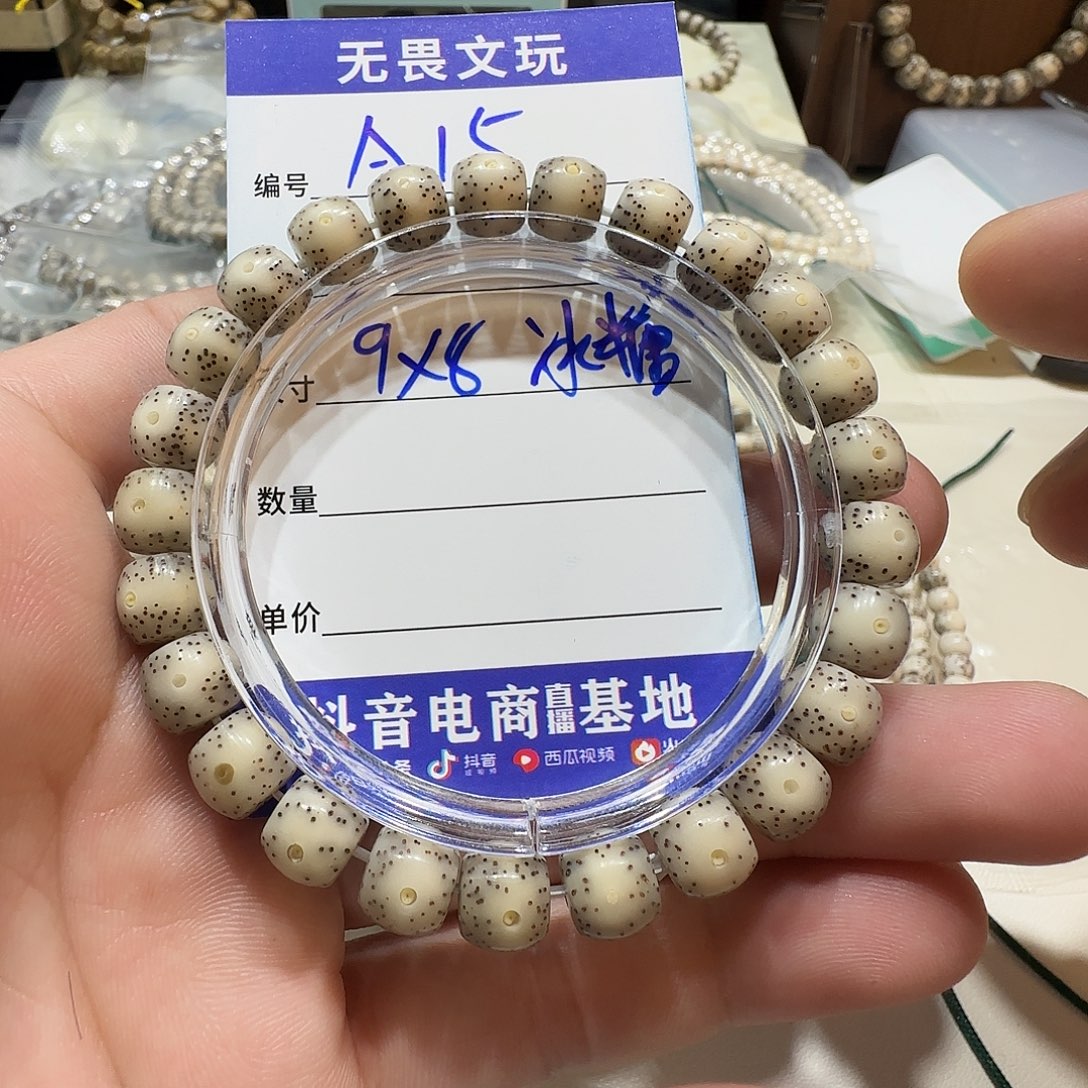 无畏文玩
编号 A15
寸 9X8 冰糖
数量
单价
抖音电商直播基地
抖音 西瓜视频 火